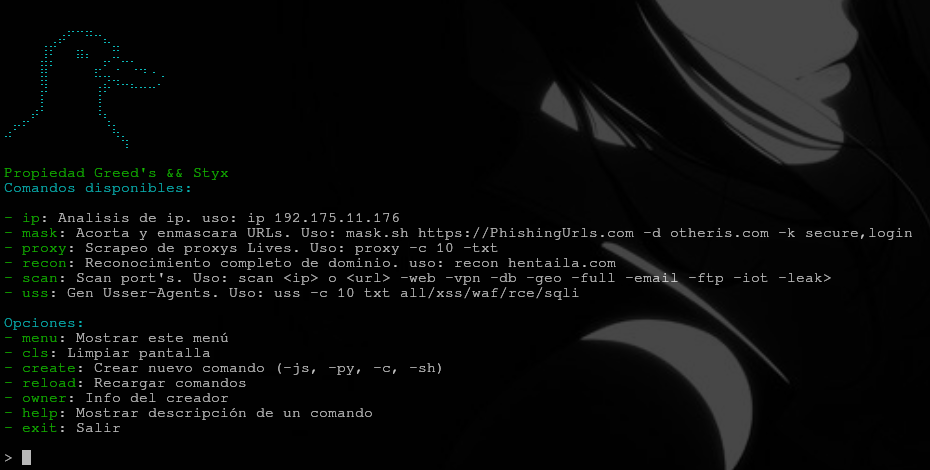 Propiedad Greed's && Styx
Comandos disponibles:
- ip: Analisis de ip. uso: ip 192.175.11.176
- mask: Acorta y enmascara URLs. Uso: mask.sh https://PhishingUrls.com -d otheris.com -k secure,login
- proxy: Scrapeo de proxys Lives. Uso: proxy -c 10 -txt
- recon: Reconocimiento completo de dominio. uso: recon hentaila.com
- scan: Scan port's. Uso: scan <ip> o <url> -web -vpn -db -geo -full -email -ftp -iot -leak>
- uss: Gen Usser-Agents. Uso: uss -c 10 txt all/xss/waf/rce/sqli
Opciones:
- menu: Mostrar este menú
- cls: Limpiar pantalla
- create: Crear nuevo comando (-js, -py, -c, -sh)
- reload: Recargar comandos
- owner: Info del creador
- help: Mostrar descripción de un comando
- exit: Salir
>